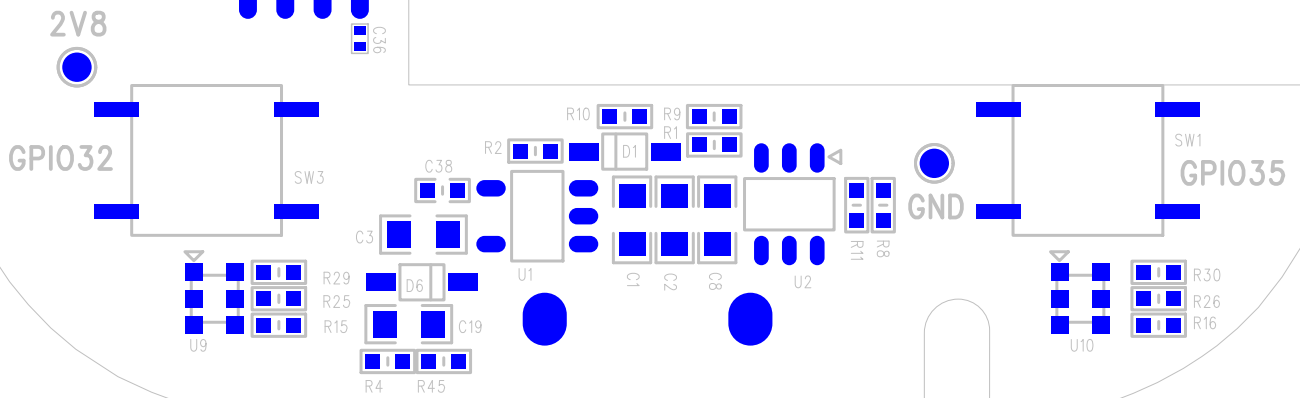 2V8
C36
R10
R9
R1
R2
D1
SW1
GPIO32
C38
SW3
GPIO35
GND
C3
R11
R8
U1
C1
C2
C8
U2
R29
D6
R30
R25
R26
R15
C19
R16
U9
U10
R4
R45